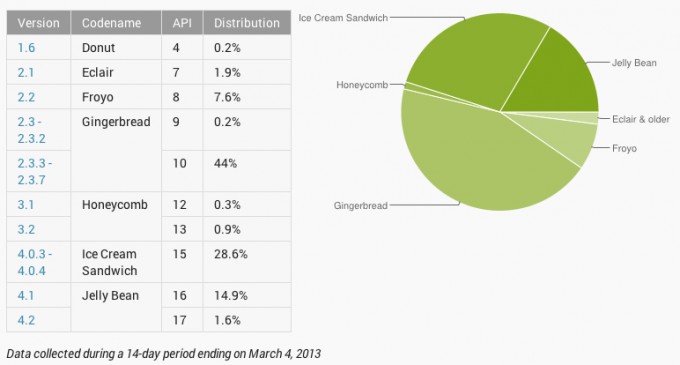 Version Codename API Distribution
1.6 Donut 4 0.2%
2.1 Eclair 7 1.9%
2.2 Froyo 8 7.6%
2.3 - Gingerbread 9 0.2%
2.3.2
2.3.3 - 10 44%
2.3.7
3.1 Honeycomb 12 0.3%
3.2 13 0.9%
4.0.3 - Ice Cream 15 28.6%
4.0.4 Sandwich
4.1 Jelly Bean 16 14.9%
4.2 17 1.6%
Ice Cream Sandwich
Jelly Bean
Honeycomb
Eclair & older
Froyo
Gingerbread
Data collected during a 14-day period ending on March 4, 2013